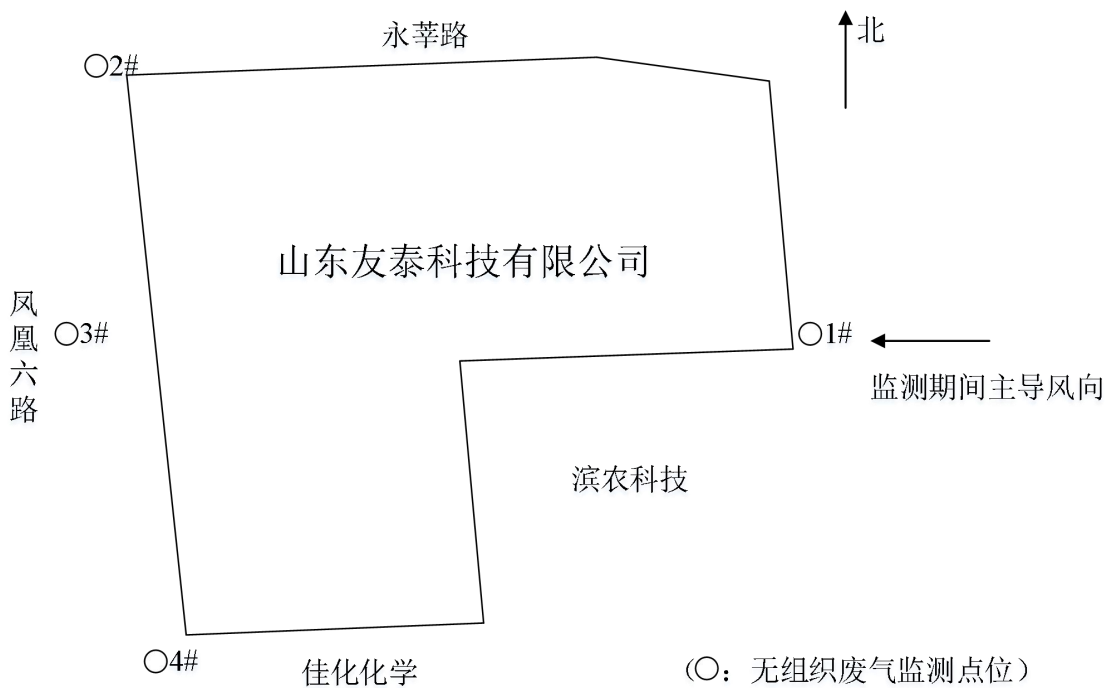 永莘路
北
○2#
山东友泰科技有限公司
凤凰六路
○3#
○1#
监测期间主导风向
滨农科技
○4#
佳化化学
（○：无组织废气监测点位）